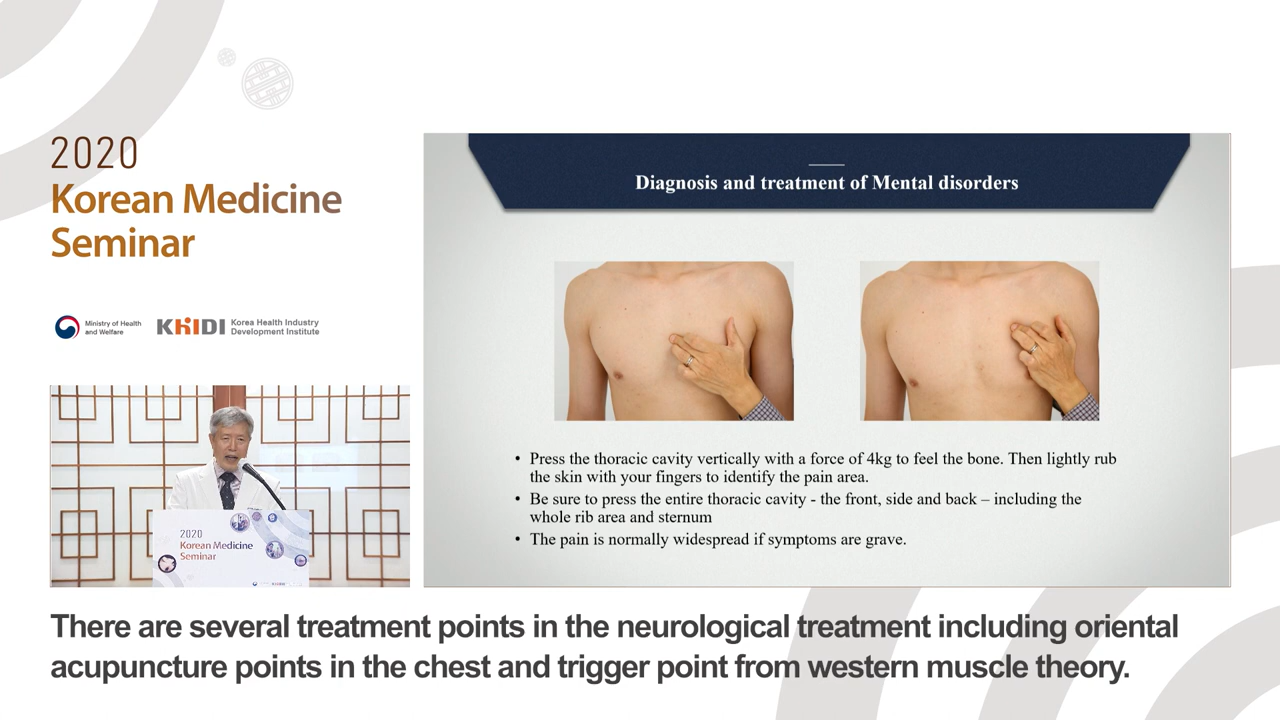 2020
Korean Medicine
Seminar
Ministry of Health
and Welfare
KHIDI
Korea Health Industry
Development Institute
2020
Korean Medicine
Seminar
Diagnosis and treatment of Mental disorders
• Press the thoracic cavity vertically with a force of 4kg to feel the bone. Then lightly rub
the skin with your fingers to identify the pain area.
• Be sure to press the entire thoracic cavity - the front, side and back – including the
whole rib area and sternum
• The pain is normally widespread if symptoms are grave.
There are several treatment points in the neurological treatment including oriental
acupuncture points in the chest and trigger point from western muscle theory.